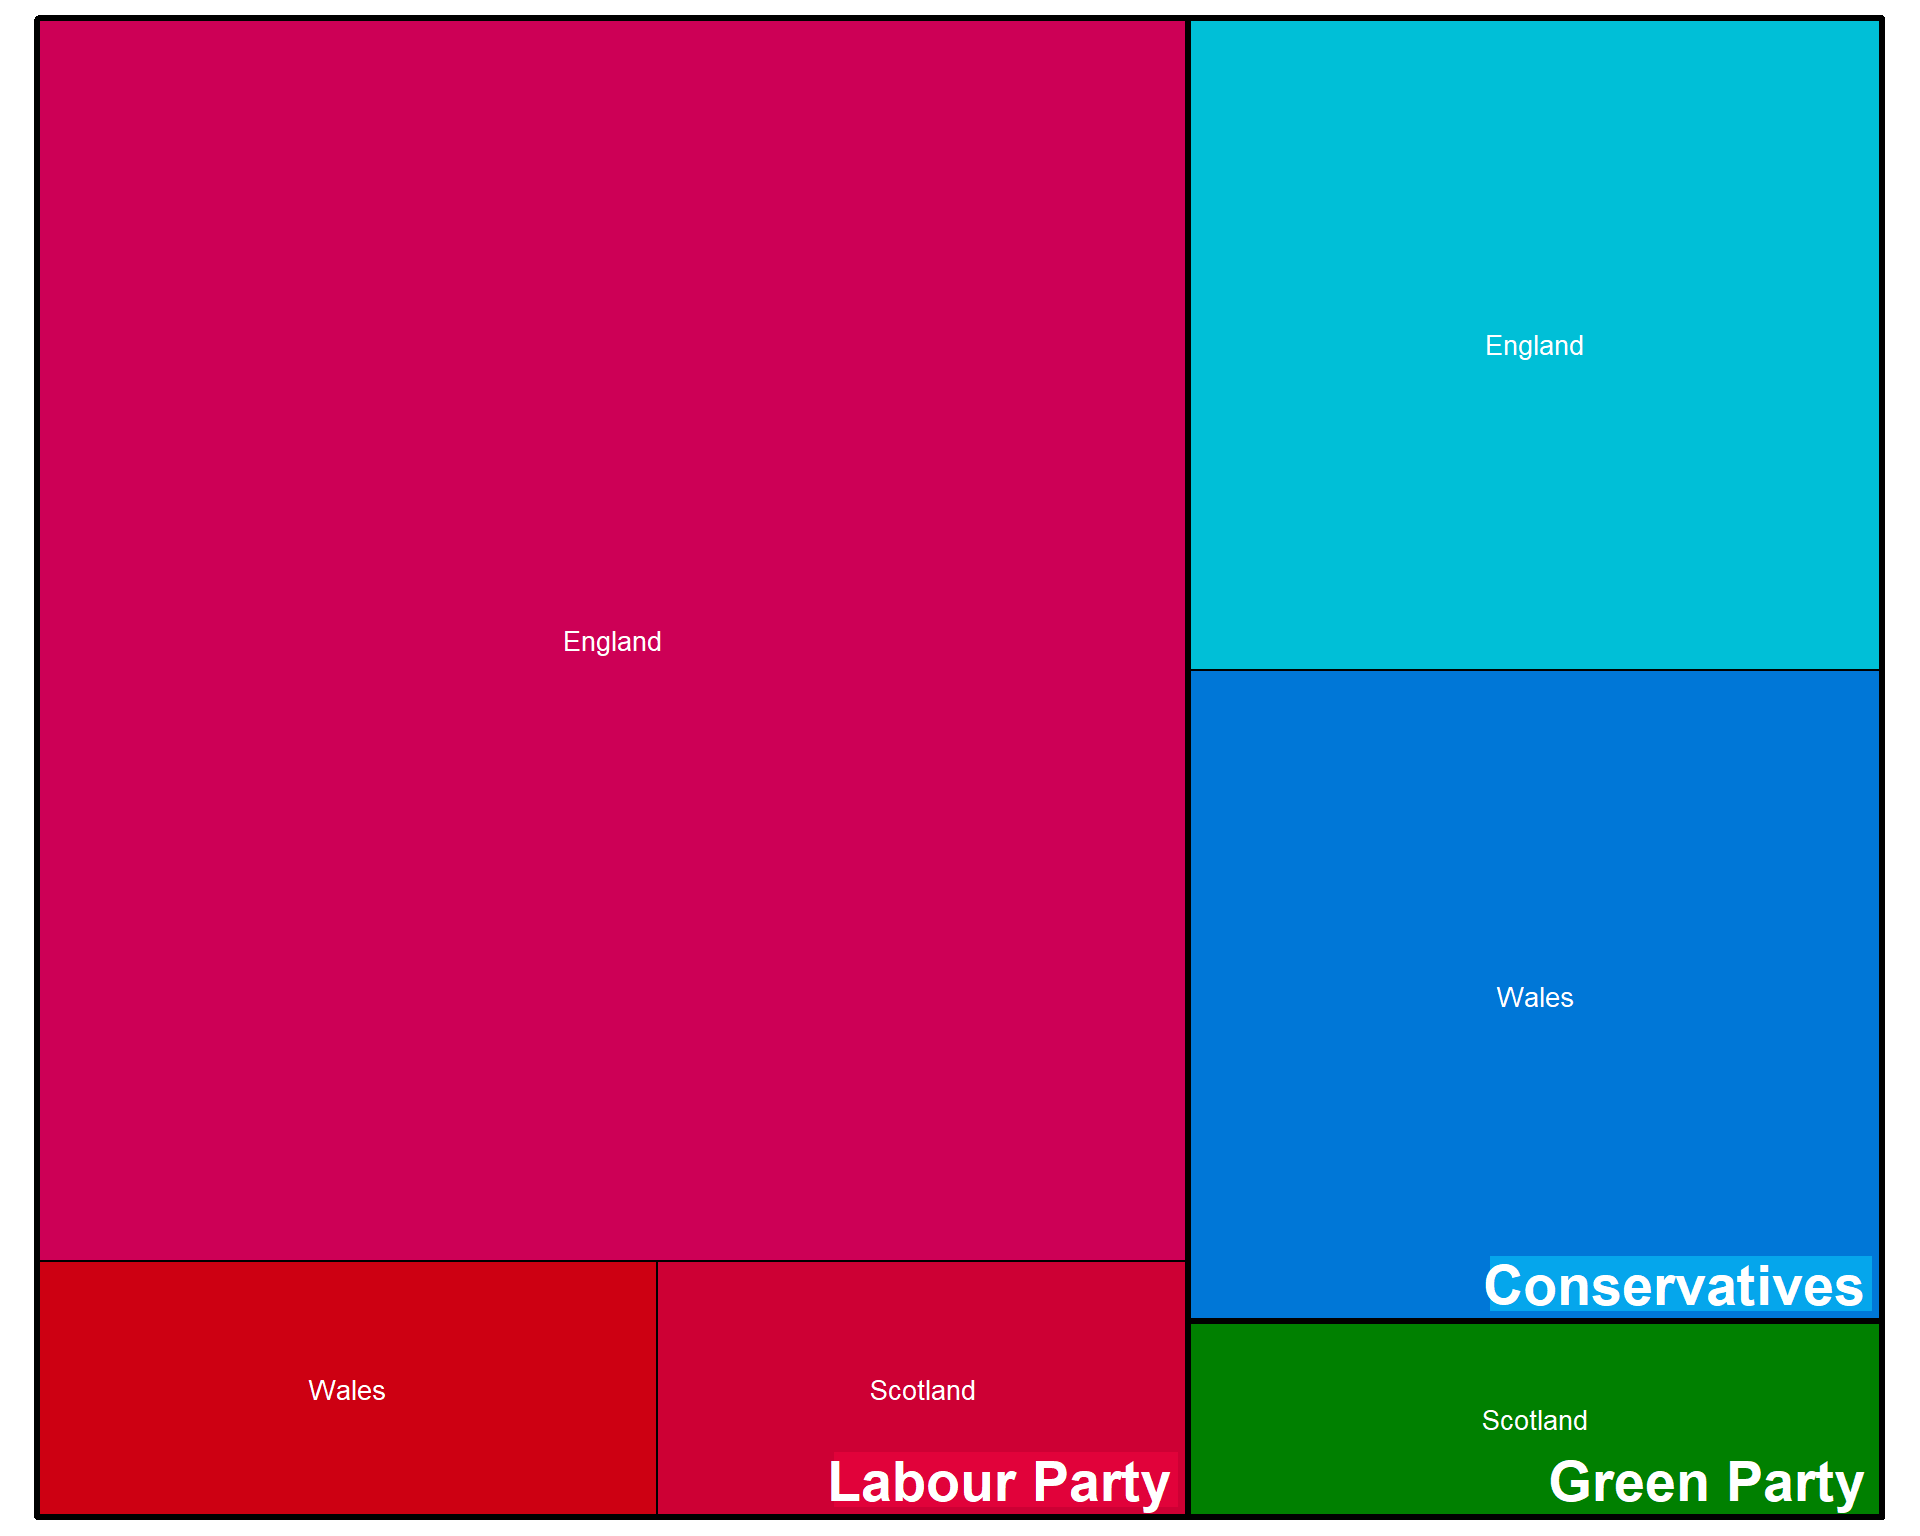 England
Wales
Scotland
Labour Party
England
Wales
Conservatives
Scotland
Green Party